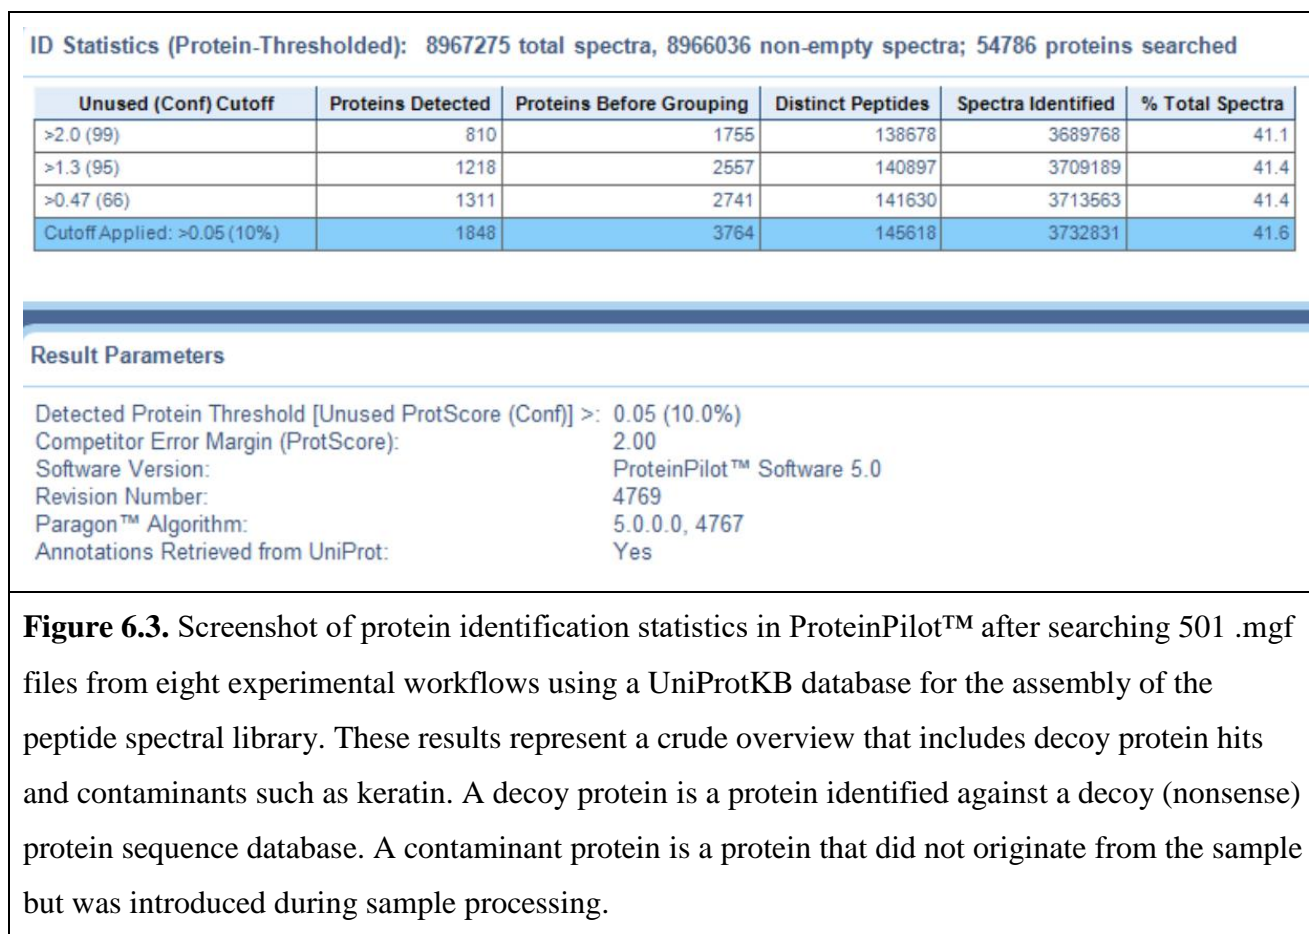 ID Statistics (Protein-Thresholded): 8967275 total spectra, 8966036 non-empty spectra; 54786 proteins searched
Unused (Conf) Cutoff Proteins Detected Proteins Before Grouping Distinct Peptides Spectra Identified % Total Spectra
>2.0 (99) 810 1755 138678 3689768 41.1
>1.3 (95) 1218 2557 140897 3709189 41.4
>0.47 (66) 1311 2741 141630 3713563 41.4
Cutoff Applied: >0.05 (10%) 1848 3764 145618 3732831 41.6
Result Parameters
Detected Protein Threshold [Unused ProtScore (Conf)] >: 0.05 (10.0%)
Competitor Error Margin (ProtScore): 2.00
Software Version: ProteinPilot™ Software 5.0
Revision Number: 4769
Paragon™ Algorithm: 5.0.0.0, 4767
Annotations Retrieved from UniProt: Yes
Figure 6.3. Screenshot of protein identification statistics in ProteinPilot™ after searching 501 .mgf
files from eight experimental workflows using a UniProtKB database for the assembly of the
peptide spectral library. These results represent a crude overview that includes decoy protein hits
and contaminants such as keratin. A decoy protein is a protein identified against a decoy (nonsense)
protein sequence database. A contaminant protein is a protein that did not originate from the sample
but was introduced during sample processing.